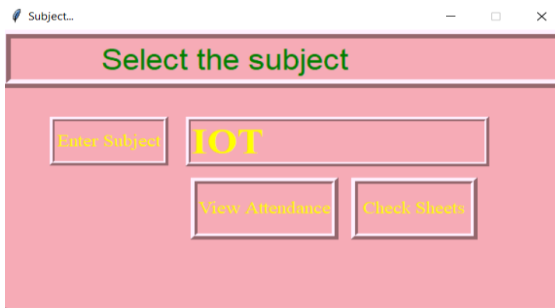 Subject...
Select the subject
Enter Subject IOT
View Attendance Check Sheets